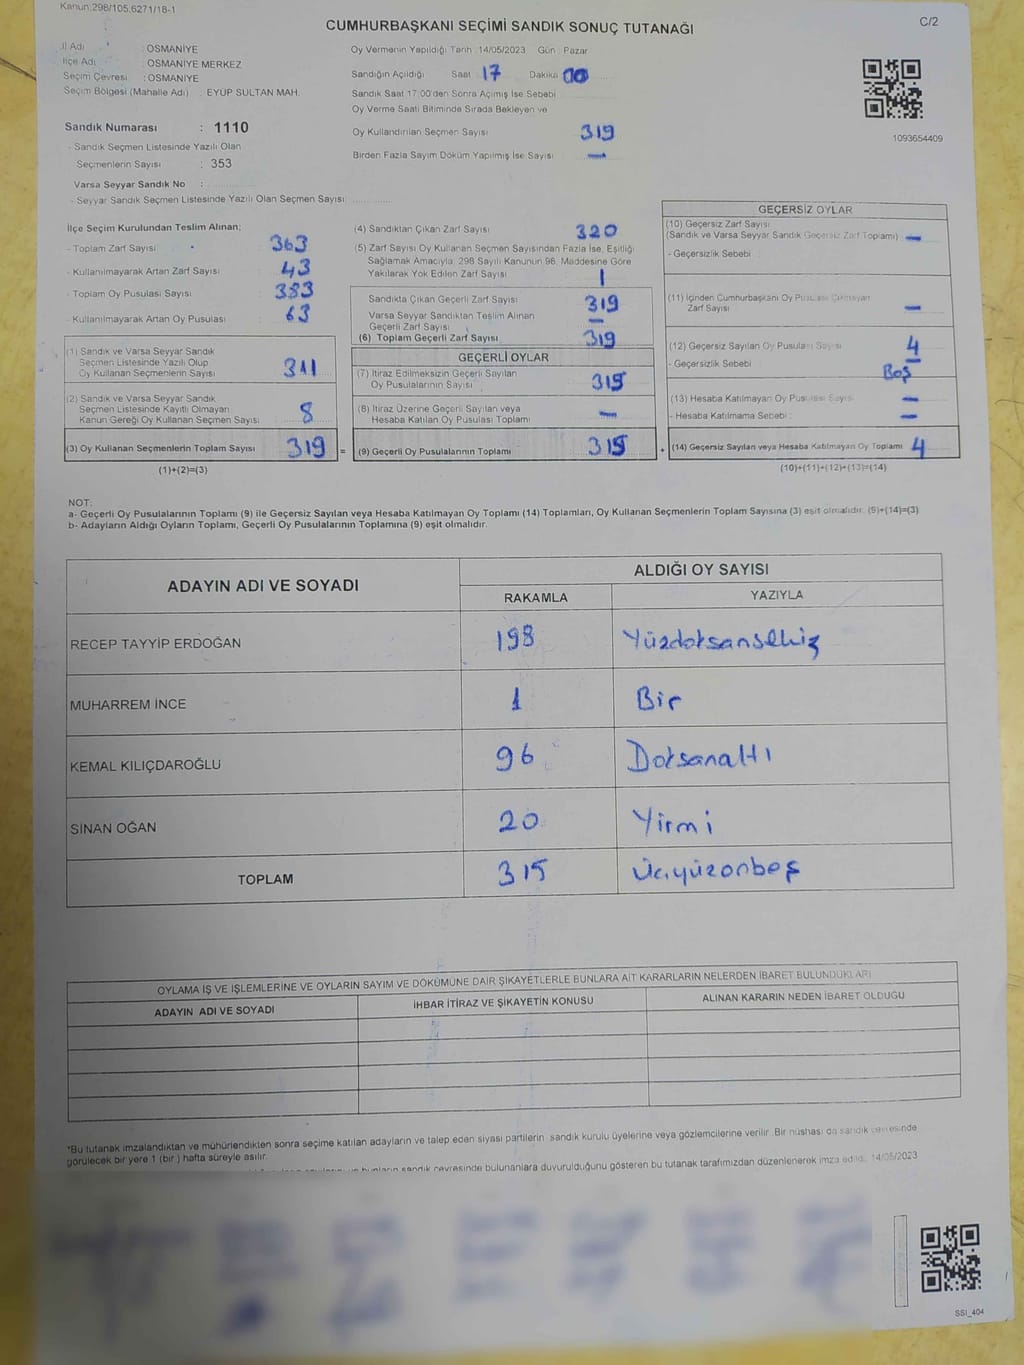 Kanun:298/105;6271/18-1
CUMHURBAŞKANI SEÇİMİ SANDIK SONUÇ TUTANAĞI
C/2
İl Adı : OSMANİYE
İlçe Adı : OSMANİYE MERKEZ
Seçim Çevresi : OSMANİYE
Seçim Bölgesi (Mahalle Adı) : EYÜP SULTAN MAH.
Sandık Numarası : 1110
- Sandık Seçmen Listesinde Yazılı Olan
Seçmenlerin Sayısı : 353
Varsa Seyyar Sandık No :
- Seyyar Sandık Seçmen Listesinde Yazılı Olan Seçmen Sayısı:
Oy Vermenin Yapıldığı Tarih : 14/05/2023 Gün : Pazar
Sandığın Açıldığı Saat 17 Dakika 00
Sandık Saat 17:00'den Sonra Açılmış İse Sebebi
Oy Verme Saati Bitiminde Sırada Bekleyen ve
Oy Kullandırılan Seçmen Sayısı 319
Birden Fazla Sayım Döküm Yapılmış İse Sayısı —
1093654409
İlçe Seçim Kurulundan Teslim Alınan;
- Toplam Zarf Sayısı 363
- Kullanılmayarak Artan Zarf Sayısı 43
- Toplam Oy Pusulası Sayısı 383
- Kullanılmayarak Artan Oy Pusulası 63
(1) Sandık ve Varsa Seyyar Sandık
Seçmen Listesinde Yazılı Olup
Oy Kullanan Seçmenlerin Sayısı 311
(2) Sandık ve Varsa Seyyar Sandık
Seçmen Listesinde Kayıtlı Olmayan
Kanun Gereği Oy Kullanan Seçmen Sayısı 8
(3) Oy Kullanan Seçmenlerin Toplam Sayısı 319 =
(1)+(2)=(3)
(4) Sandıktan Çıkan Zarf Sayısı 320
(5) Zarf Sayısı Oy Kullanan Seçmen Sayısından Fazla İse, Eşitliği
Sağlamak Amacıyla, 298 Sayılı Kanunun 98. Maddesine Göre
Yakılarak Yok Edilen Zarf Sayısı 1
Sandıkta Çıkan Geçerli Zarf Sayısı 319
Varsa Seyyar Sandıktan Teslim Alınan
Geçerli Zarf Sayısı —
(6) Toplam Geçerli Zarf Sayısı 319
GEÇERLİ OYLAR
(7) İtiraz Edilmeksizin Geçerli Sayılan
Oy Pusulalarının Sayısı 315
(8) İtiraz Üzerine Geçerli Sayılan veya
Hesaba Katılan Oy Pusulası Toplamı —
(9) Geçerli Oy Pusulalarının Toplamı 315 +
GEÇERSİZ OYLAR
(10) Geçersiz Zarf Sayısı
(Sandık ve Varsa Seyyar Sandık Geçersiz Zarf Toplamı) —
- Geçersizlik Sebebi
(11) İçinden Cumhurbaşkanı Oy Pusulası Çıkmayan
Zarf Sayısı —
(12) Geçersiz Sayılan Oy Pusulası Sayısı 4
- Geçersizlik Sebebi Boş
(13) Hesaba Katılmayan Oy Pusulası Sayısı —
- Hesaba Katılmama Sebebi : —
(14) Geçersiz Sayılan veya Hesaba Katılmayan Oy Toplamı 4
(10)+(11)+(12)+(13)=(14)
NOT:
a- Geçerli Oy Pusulalarının Toplamı (9) ile Geçersiz Sayılan veya Hesaba Katılmayan Oy Toplamı (14) Toplamları, Oy Kullanan Seçmenlerin Toplam Sayısına (3) eşit olmalıdır. (9)+(14)=(3)
b- Adayların Aldığı Oyların Toplamı, Geçerli Oy Pusulalarının Toplamına (9) eşit olmalıdır.
ADAYIN ADI VE SOYADI
ALDIĞI OY SAYISI
RAKAMLA YAZIYLA
RECEP TAYYİP ERDOĞAN 198 Yüzdoksansekiz
MUHARREM İNCE 1 Bir
KEMAL KILIÇDAROĞLU 96 Doksanaltı
SİNAN OĞAN 20 Yirmi
TOPLAM 315 Üçyüzonbeş
OYLAMA İŞ VE İŞLEMLERİNE VE OYLARIN SAYIM VE DÖKÜMÜNE DAİR ŞİKAYETLERLE BUNLARA AİT KARARLARIN NELERDEN İBARET BULUNDUKLARI
ADAYIN ADI VE SOYADI İHBAR İTİRAZ VE ŞİKAYETİN KONUSU ALINAN KARARIN NEDEN İBARET OLDUĞU
*Bu tutanak imzalandıktan ve mühürlendikten sonra seçime katılan adayların ve talep eden siyasi partilerin sandık kurulu üyelerine veya gözlemcilerine verilir. Bir nüshası da sandık çevresinde
görülecek bir yere 1 (bir ) hafta süreyle asılır.
bunların sandık çevresinde bulunanlara duyurulduğunu gösteren bu tutanak tarafımızdan düzenlenerek imza edildi. 14/05/2023
SSI_404